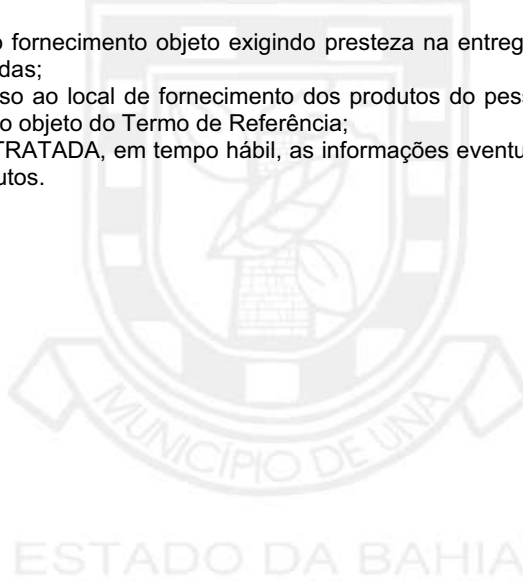 o fornecimento objeto exigindo presteza na entreg
das;
so ao local de fornecimento dos produtos do pess
o objeto do Termo de Referência;
TRATADA, em tempo hábil, as informações eventu
utos.
MUNICÍPIO DE UNA
ESTADO DA BAHIA